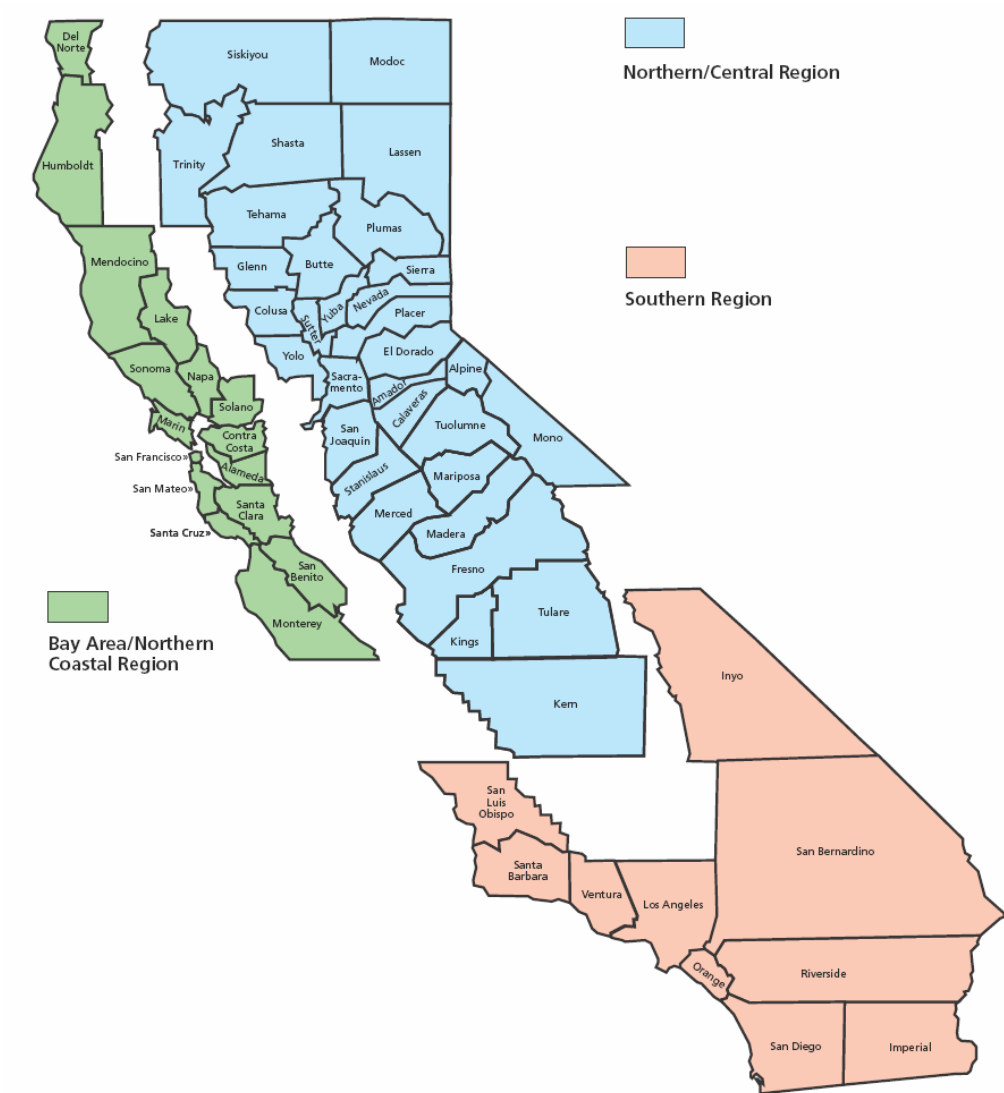 Del
Norte
Siskiyou
Modoc
Northern/Central Region
Humboldt
Trinity
Shasta
Lassen
Tehama
Plumas
Mendocino
Glenn
Butte
Sierra
Lake
Colusa
Sutter
Yuba
Nevada
Placer
Southern Region
Sonoma
Napa
Yolo
El Dorado
Alpine
Solano
Sacra-
mento
Amador
Calaveras
Marin
Contra
Costa
San
Joaquin
Tuolumne
Mono
San Francisco»
Alameda
Stanislaus
Mariposa
San Mateo»
Santa
Clara
Merced
Madera
Santa Cruz»
San
Benito
Fresno
Monterey
Kings
Tulare
Bay Area/Northern
Coastal Region
Inyo
Kern
San
Luis
Obispo
San Bernardino
Santa
Barbara
Ventura
Los Angeles
Orange
Riverside
San Diego
Imperial